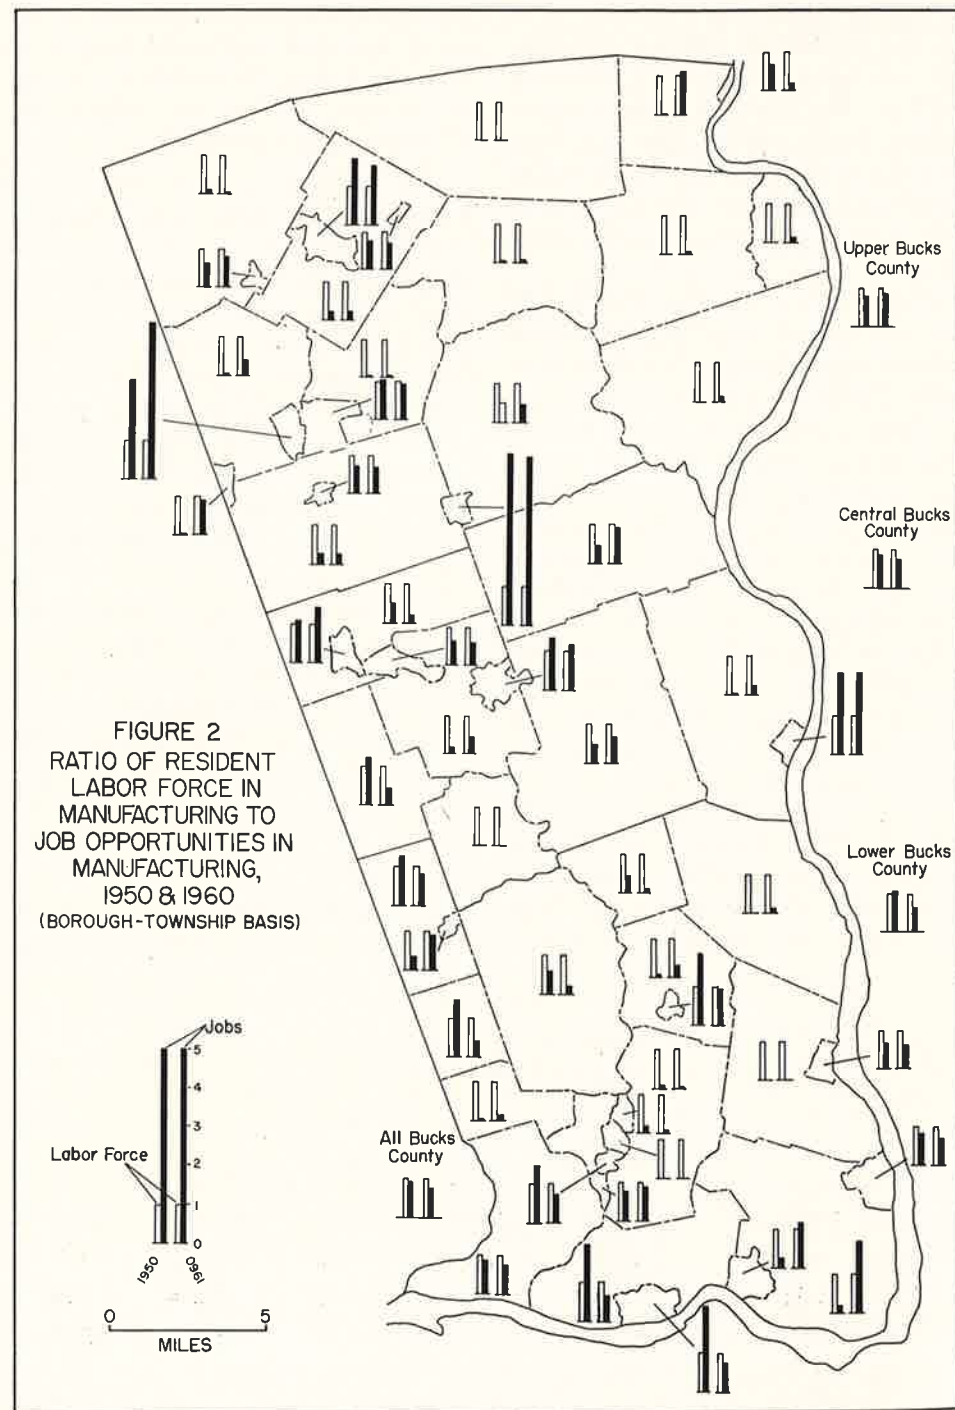 Upper Bucks
County
Central Bucks
County
FIGURE 2
RATIO OF RESIDENT
LABOR FORCE IN
MANUFACTURING TO
JOB OPPORTUNITIES IN
MANUFACTURING,
1950 & 1960
(BOROUGH-TOWNSHIP BASIS)
Lower Bucks
County
Jobs
5
4
3
2
1
0
Labor Force
1950
1960
All Bucks
County
0
5
MILES